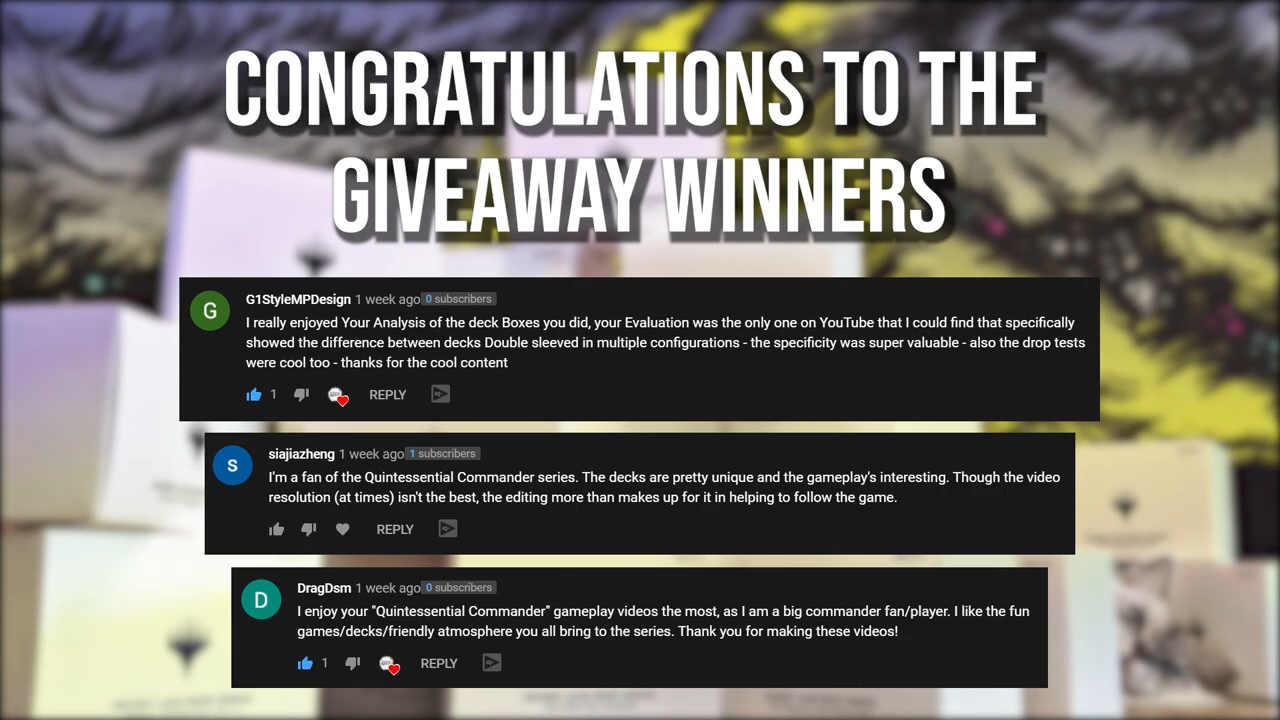 CONGRATULATIONS TO THE
GIVEAWAY WINNERS
G
G1StyleMPDesign 1 week ago 0 subscribers
I really enjoyed Your Analysis of the deck Boxes you did, your Evaluation was the only one on YouTube that I could find that specifically
showed the difference between decks Double sleeved in multiple configurations - the specificity was super valuable - also the drop tests
were cool too - thanks for the cool content
1 REPLY
S
siajiazheng 1 week ago 1 subscribers
I'm a fan of the Quintessential Commander series. The decks are pretty unique and the gameplay's interesting. Though the video
resolution (at times) isn't the best, the editing more than makes up for it in helping to follow the game.
REPLY
D
DragDsm 1 week ago 0 subscribers
I enjoy your "Quintessential Commander" gameplay videos the most, as I am a big commander fan/player. I like the fun
games/decks/friendly atmosphere you all bring to the series. Thank you for making these videos!
1 REPLY